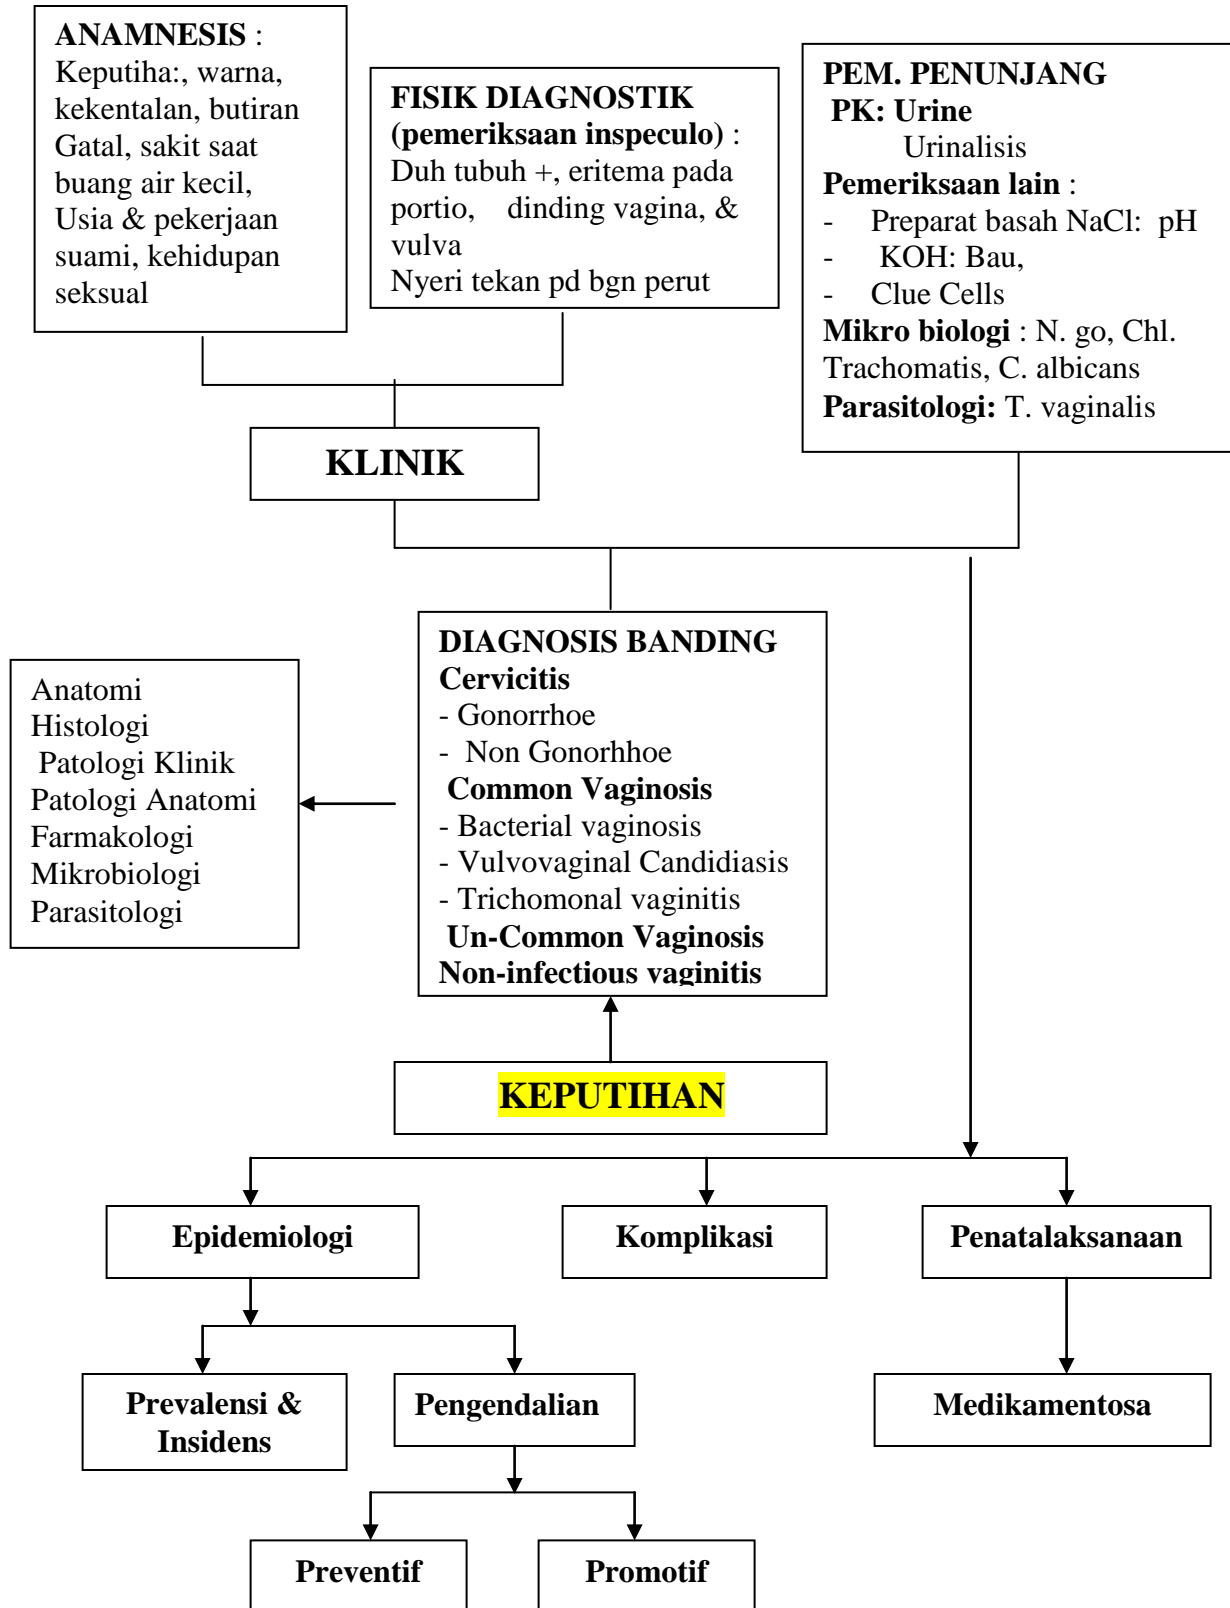 ANAMNESIS :
Keputiha:, warna,
kekentalan, butiran
Gatal, sakit saat
buang air kecil,
Usia & pekerjaan
suami, kehidupan
seksual
FISIK DIAGNOSTIK
(pemeriksaan inspeculo) :
Duh tubuh +, eritema pada
portio, dinding vagina, &
vulva
Nyeri tekan pd bgn perut
PEM. PENUNJANG
PK: Urine
Urinalisis
Pemeriksaan lain :
- Preparat basah NaCl: pH
- KOH: Bau,
- Clue Cells
Mikro biologi : N. go, Chl.
Trachomatis, C. albicans
Parasitologi: T. vaginalis
KLINIK
DIAGNOSIS BANDING
Cervicitis
- Gonorrhoe
- Non Gonorhhoe
Common Vaginosis
- Bacterial vaginosis
- Vulvovaginal Candidiasis
- Trichomonal vaginitis
Un-Common Vaginosis
Non-infectious vaginitis
Anatomi
Histologi
Patologi Klinik
Patologi Anatomi
Farmakologi
Mikrobiologi
Parasitologi
KEPUTIHAN
Epidemiologi
Komplikasi
Penatalaksanaan
Prevalensi &
Insidens
Pengendalian
Medikamentosa
Preventif
Promotif